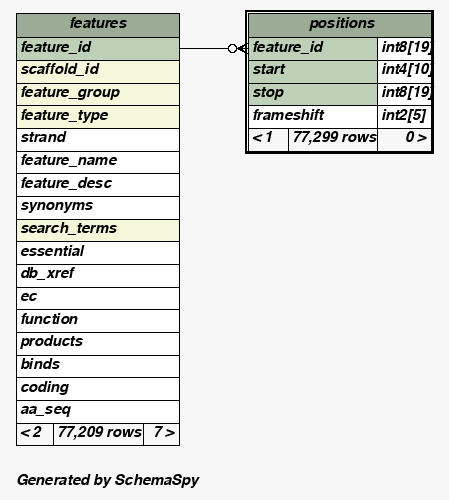 features
feature_id
scaffold_id
feature_group
feature_type
strand
feature_name
feature_desc
synonyms
search_terms
essential
db_xref
ec
function
products
binds
coding
aa_seq
< 2 77,209 rows 7 >
positions
feature_id int8[19]
start int4[10]
stop int8[19]
frameshift int2[5]
< 1 77,299 rows 0 >
Generated by SchemaSpy